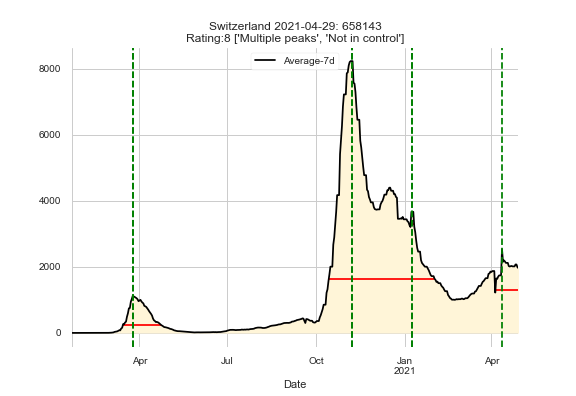 Switzerland 2021-04-29: 658143
Rating:8 ['Multiple peaks', 'Not in control']
Average-7d
8000
6000
4000
2000
0
Apr Jul Oct Jan Apr
2021
Date